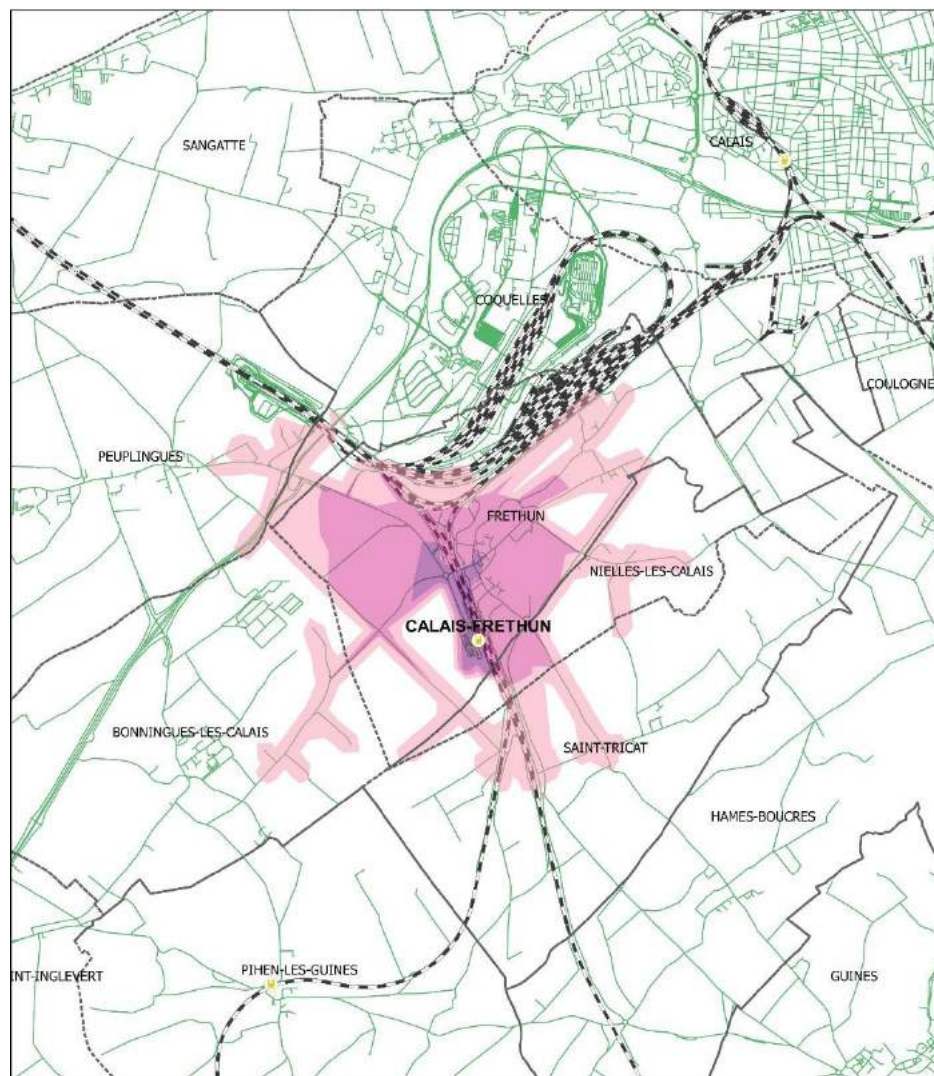 SANGATTE
CALAIS
COQUELLES
COULOGNE
PEUPLINGUES
FRETHUN
NIELLES-LES-CALAIS
CALAIS-FRETHUN
BONNINGUES-LES-CALAIS
SAINT-TRICAT
HAMES-BOUCRES
INT-INGLEVERT
PIHEN-LES-GUINES
GUINES